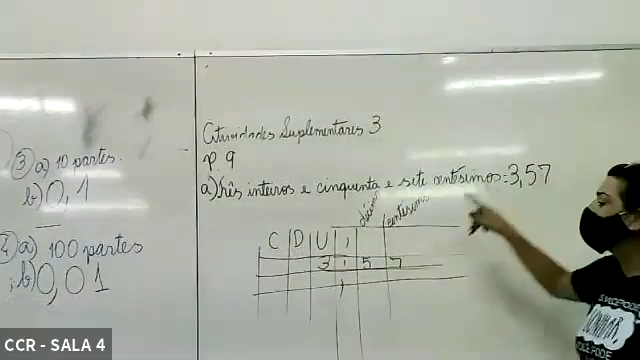 3 a) 10 partes.
b) 0,1
4 a) 100 partes
b) 0,01
Atividades Suplementares 3
p 9
a) três inteiros e cinquenta e sete centésimos: 3,57
décimo centésimo
C D U ,
3 , 5 7
,
CCR - SALA 4